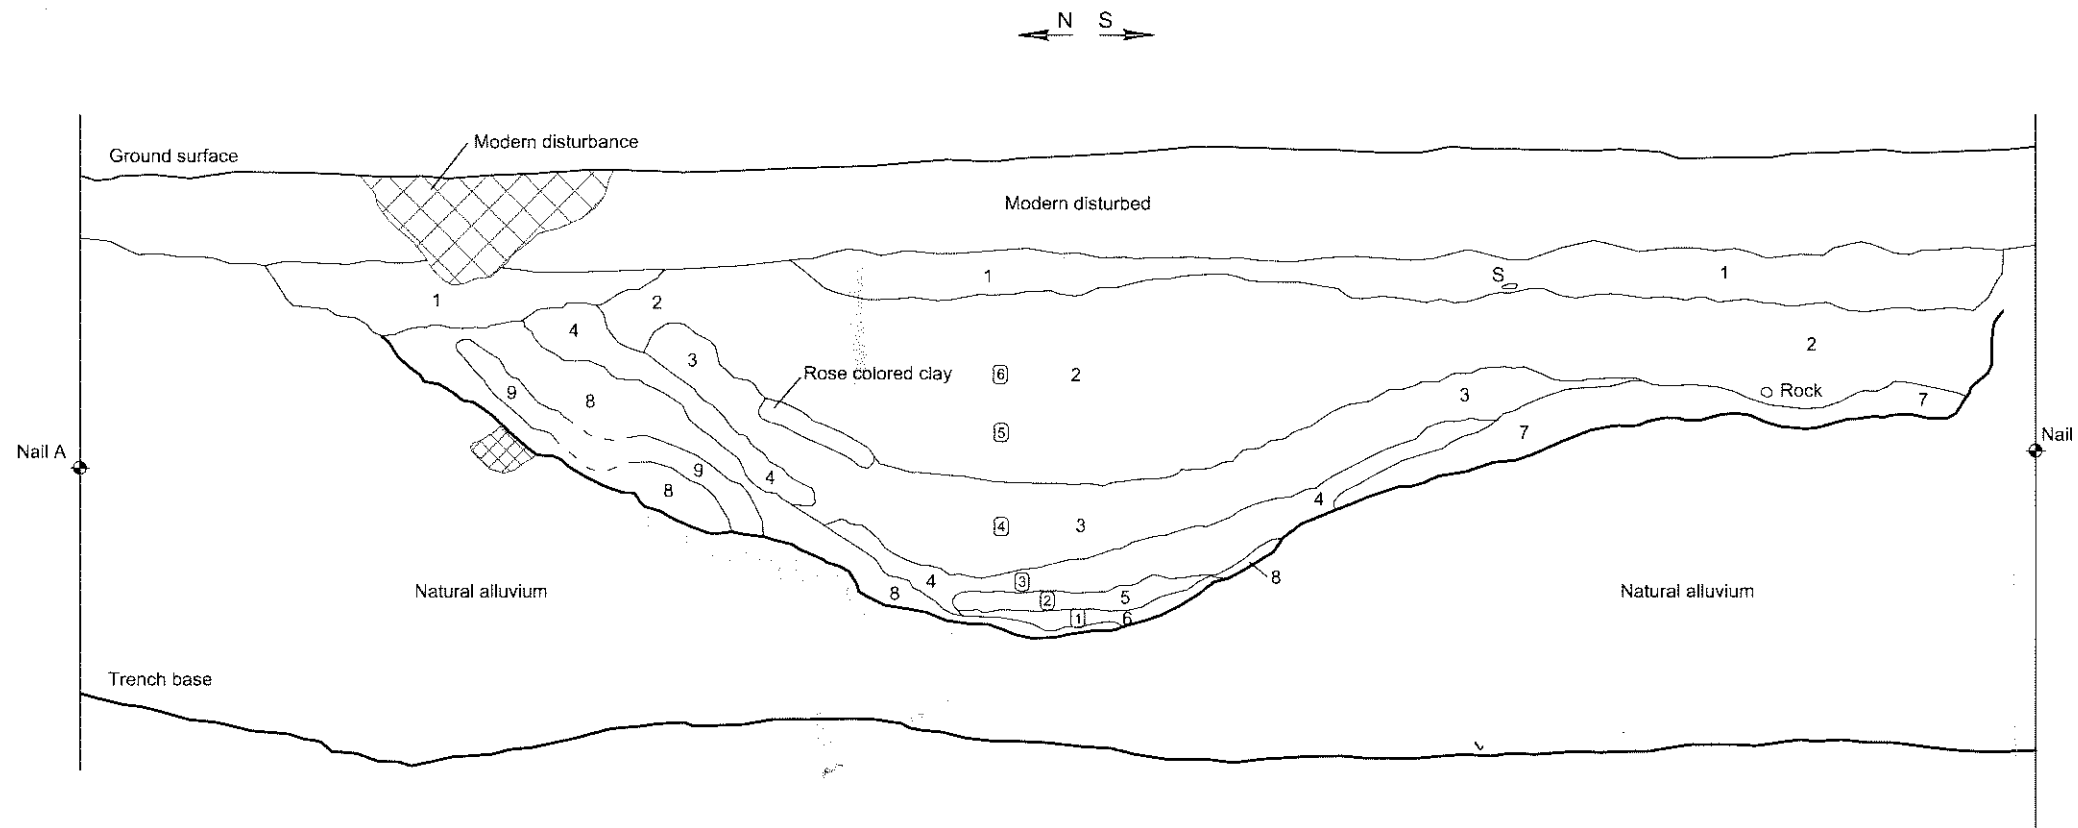 N S
Modern disturbance
Ground surface
Modern disturbed
1
1
S
1
2
4
2
3
Rose colored clay
6
2
Rock
9
8
3
7
5
7
Nail A
Nail
9
4
8
4
4
3
3
4
8
Natural alluvium
8
2
5
1
6
Natural alluvium
Trench base